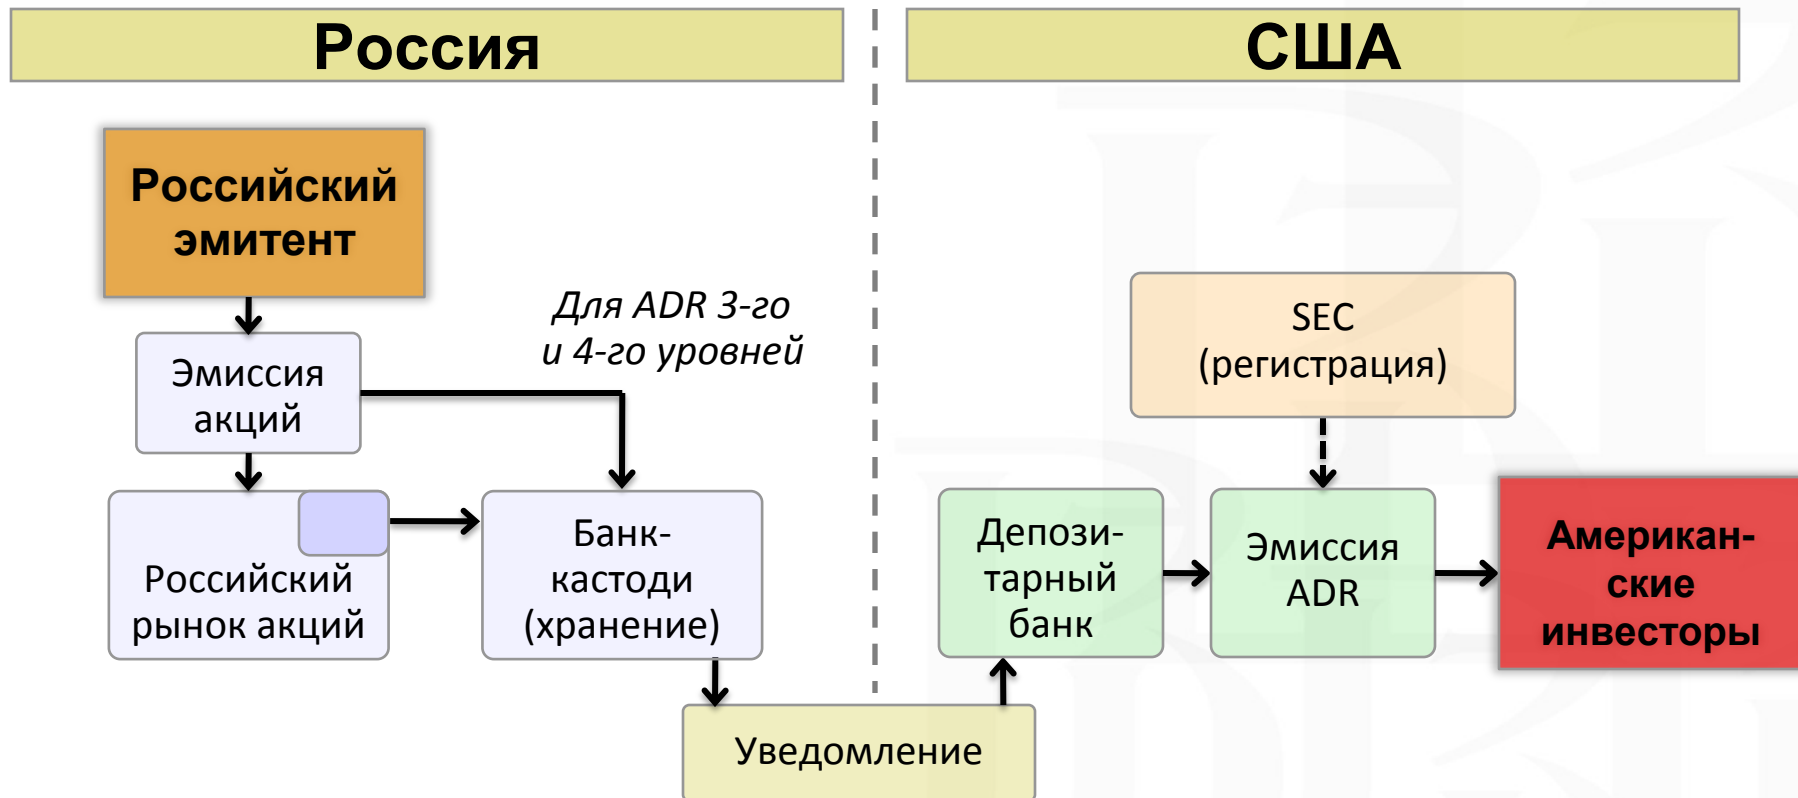 Россия
США
Российский
эмитент
Для ADR 3-го
и 4-го уровней
SEC
(регистрация)
Эмиссия
акций
Российский
рынок акций
Банк-
кастоди
(хранение)
Депози-
тарный
банк
Эмиссия
ADR
Американ-
ские
инвесторы
Уведомление